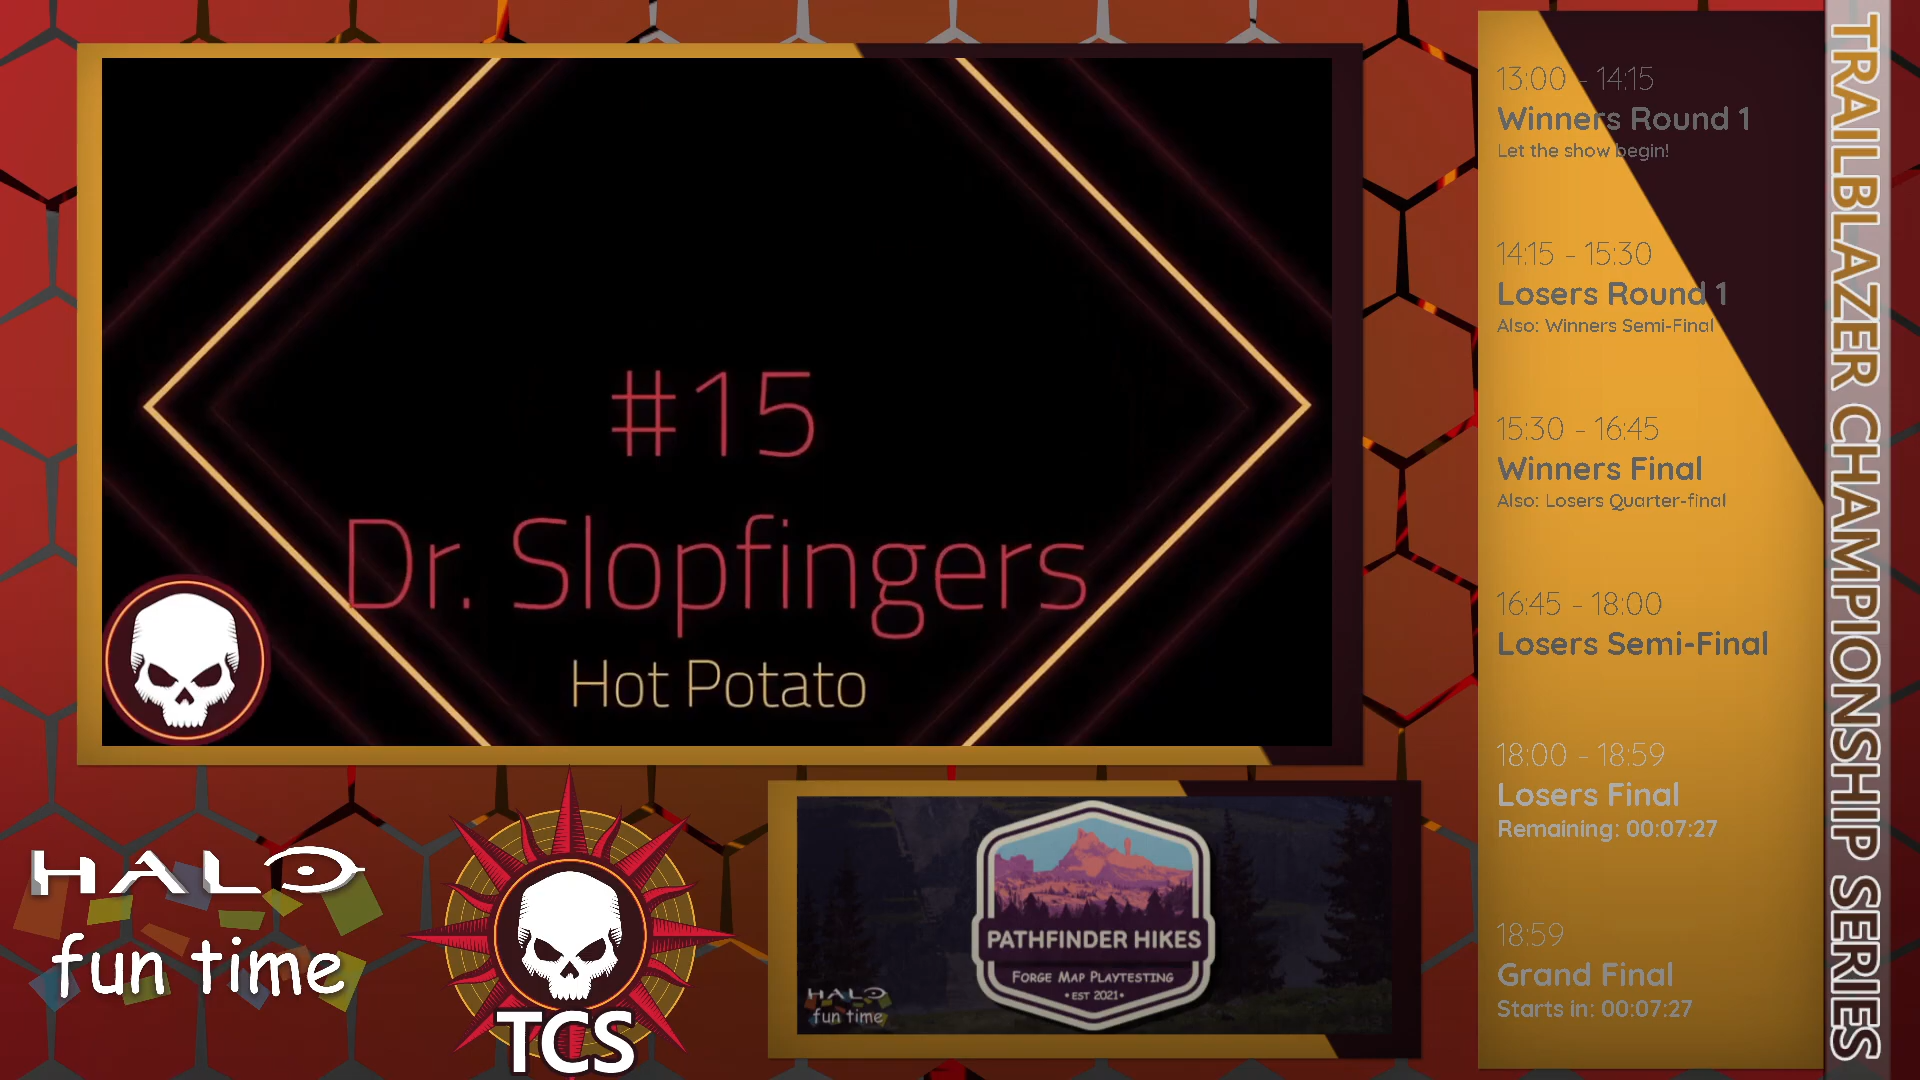 #15
Dr. Slopfingers
Hot Potato
13:00 - 14:15
Winners Round 1
Let the show begin!
14:15 - 15:30
Losers Round 1
Also: Winners Semi-Final
15:30 - 16:45
Winners Final
Also: Losers Quarter-final
16:45 - 18:00
Losers Semi-Final
18:00 - 18:59
Losers Final
Remaining: 00:07:27
18:59
Grand Final
Starts in: 00:07:27
TRAILBLAZER CHAMPIONSHIP SERIES
HALO
fun time
TCS
PATHFINDER HIKES
FORGE MAP PLAYTESTING
• EST 2021 •
HALO
fun time